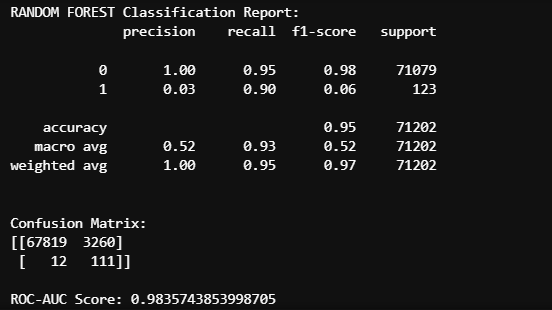 RANDOM FOREST Classification Report:
precision recall f1-score support
0 1.00 0.95 0.98 71079
1 0.03 0.90 0.06 123
accuracy 0.95 71202
macro avg 0.52 0.93 0.52 71202
weighted avg 1.00 0.95 0.97 71202
Confusion Matrix:
[[67819 3260]
[ 12 111]]
ROC-AUC Score: 0.9835743853998705